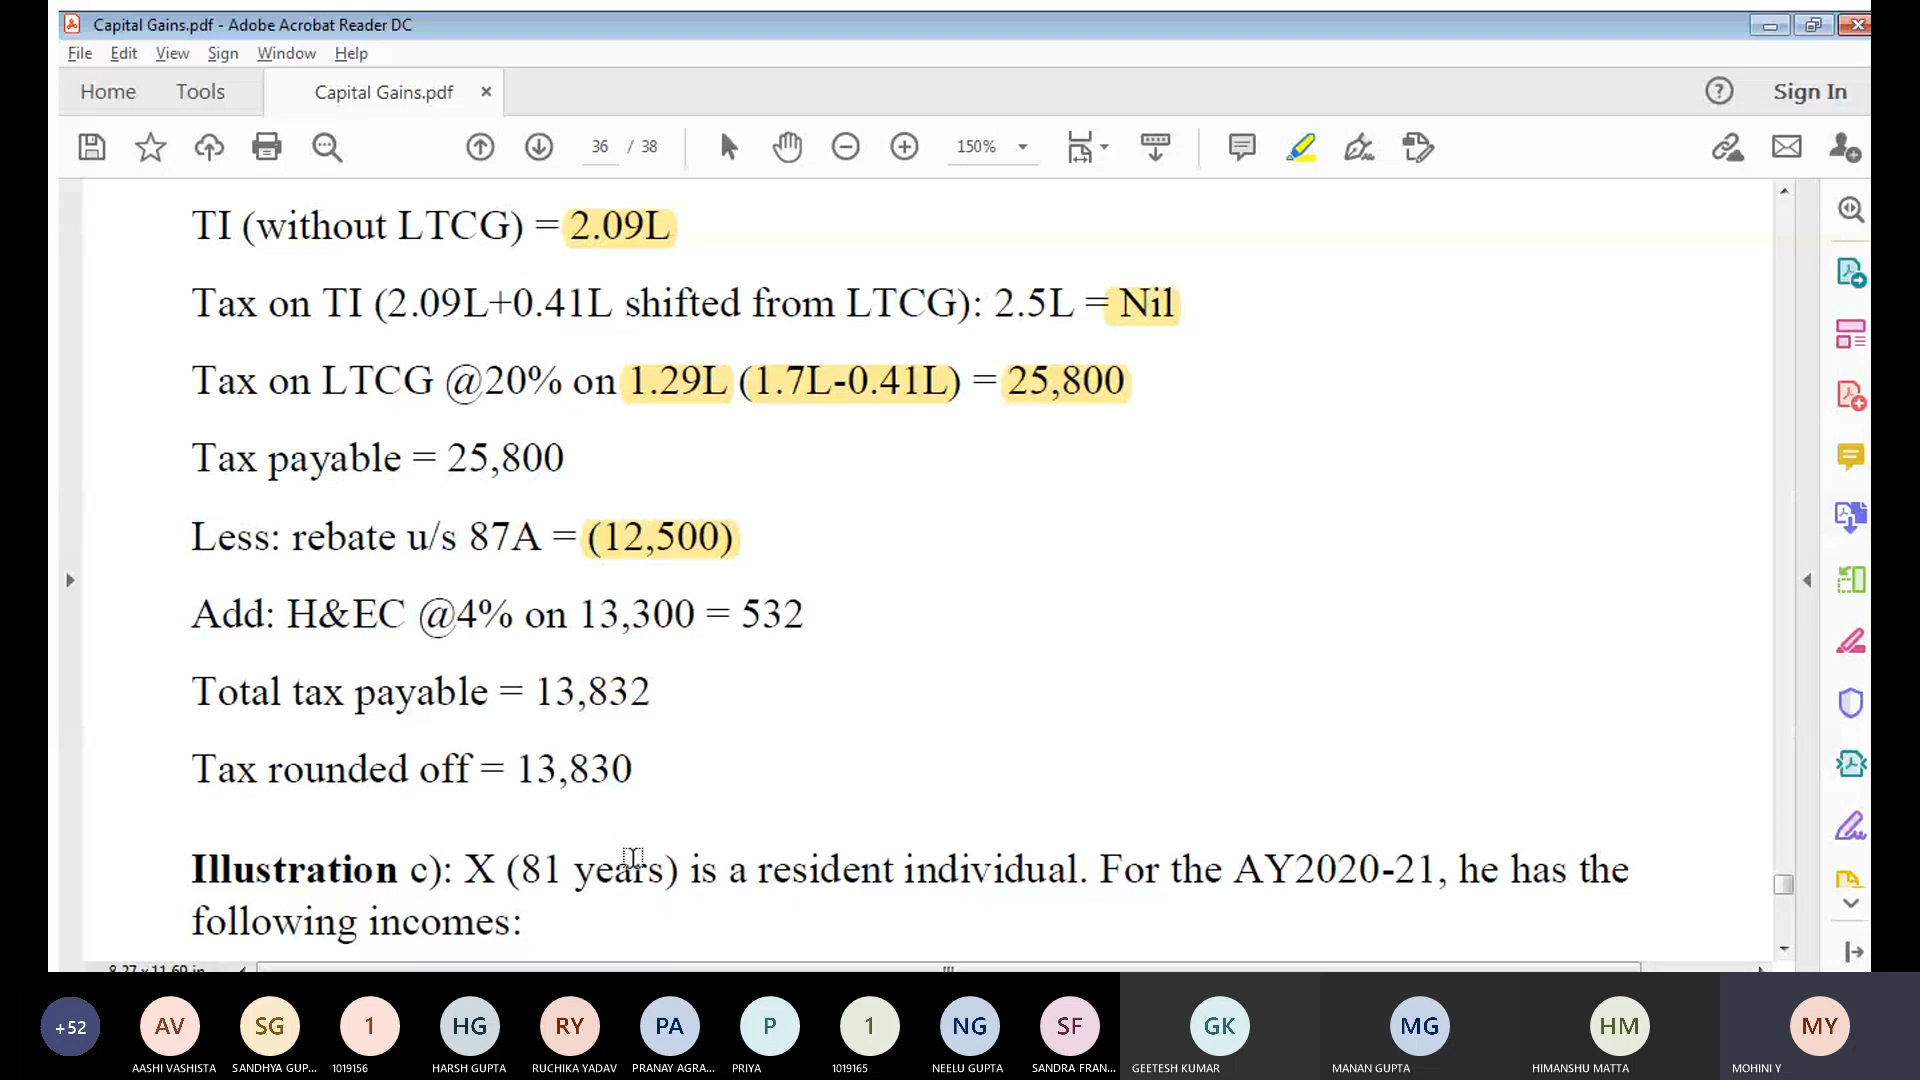 Capital Gains.pdf - Adobe Acrobat Reader DC
File Edit View Sign Window Help
Home Tools Capital Gains.pdf × ? Sign In
36 / 38 150%
TI (without LTCG) = 2.09L
Tax on TI (2.09L+0.41L shifted from LTCG): 2.5L = Nil
Tax on LTCG @20% on 1.29L (1.7L-0.41L) = 25,800
Tax payable = 25,800
Less: rebate u/s 87A = (12,500)
Add: H&EC @4% on 13,300 = 532
Total tax payable = 13,832
Tax rounded off = 13,830
Illustration c): X (81 years) is a resident individual. For the AY2020-21, he has the
following incomes:
8.27 x 11.69 in
+52 AV SG 1 HG RY PA P 1 NG SF GK MG HM MY
AASHI VASHISTA SANDHYA GUP... 1019156 HARSH GUPTA RUCHIKA YADAV PRANAY AGRA... PRIYA 1019165 NEELU GUPTA SANDRA FRAN... GEETESH KUMAR MANAN GUPTA HIMANSHU MATTA MOHINI Y